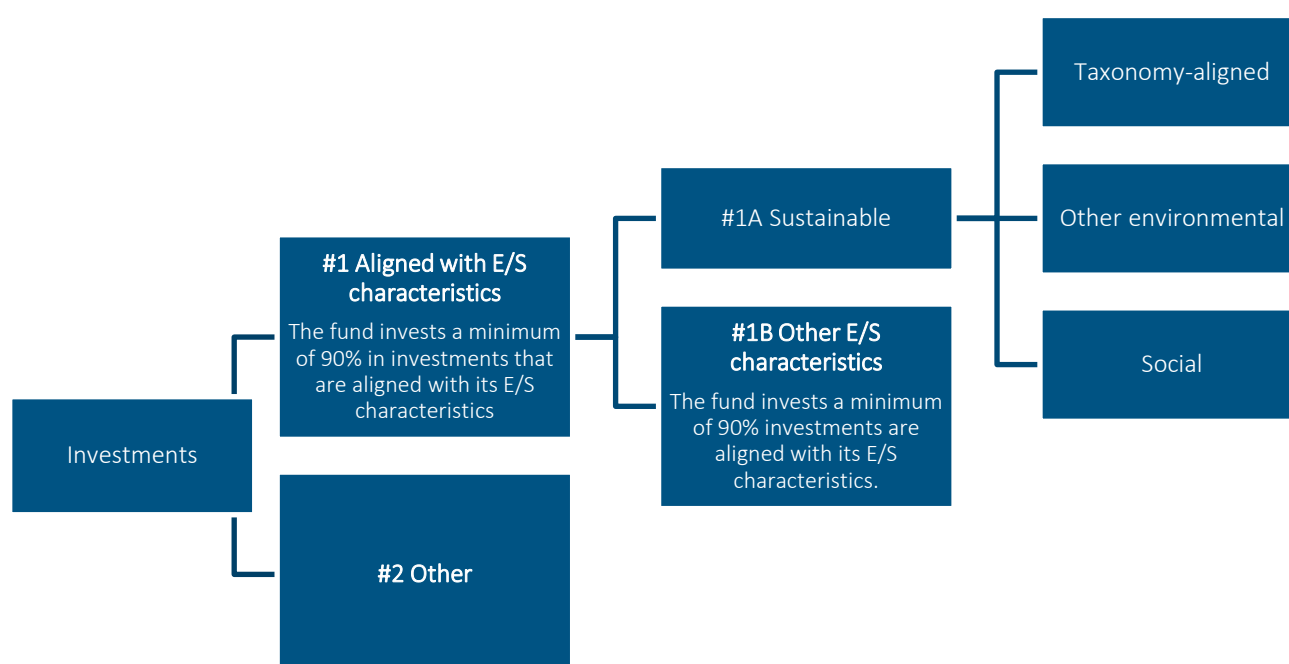 Investments
#1 Aligned with E/S
characteristics
The fund invests a minimum
of 90% in investments that
are aligned with its E/S
characteristics
#2 Other
#1A Sustainable
#1B Other E/S
characteristics
The fund invests a minimum
of 90% investments are
aligned with its E/S
characteristics.
Taxonomy-aligned
Other environmental
Social